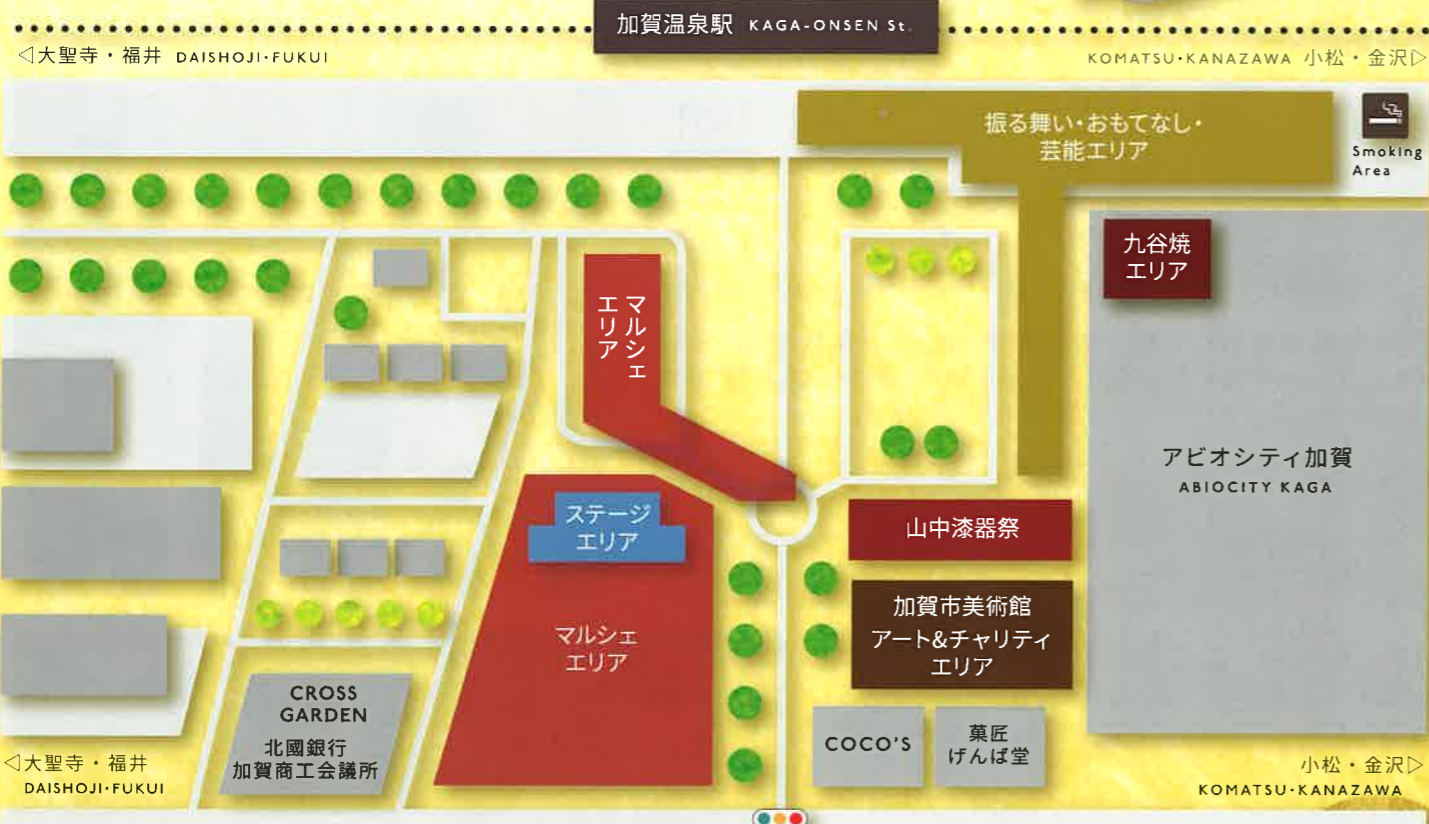 加賀温泉駅 KAGA-ONSEN St.
◁大聖寺・福井 DAISHOJI・FUKUI
KOMATSU・KANAZAWA 小松・金沢▷
振る舞い・おもてなし・
芸能エリア
Smoking
Area
九谷焼
エリア
マルシェ
エリア
アビオシティ加賀
ABIOCITY KAGA
ステージ
エリア
山中漆器祭
加賀市美術館
アート&チャリティ
エリア
マルシェ
エリア
CROSS
GARDEN
北國銀行
加賀商工会議所
COCO'S
菓匠
げんば堂
◁大聖寺・福井
DAISHOJI・FUKUI
小松・金沢▷
KOMATSU・KANAZAWA